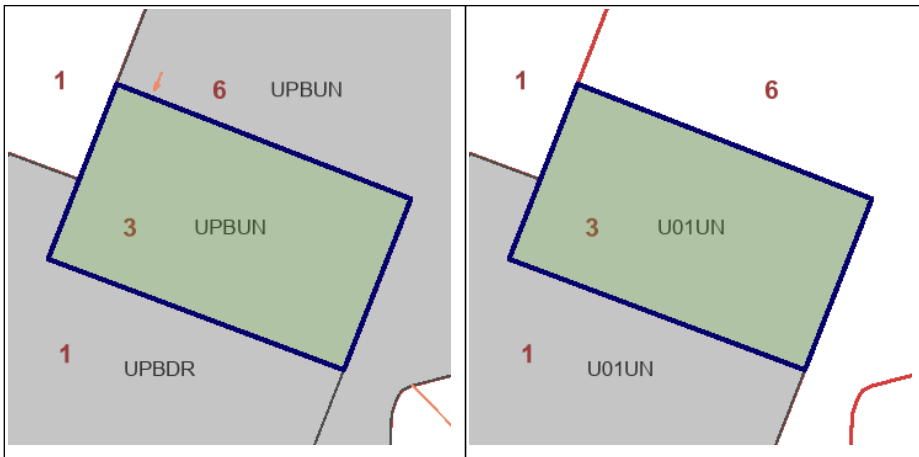 1
6 UPBUN
3 UPBUN
1
UPBDR
1
6
3 U01UN
1
U01UN